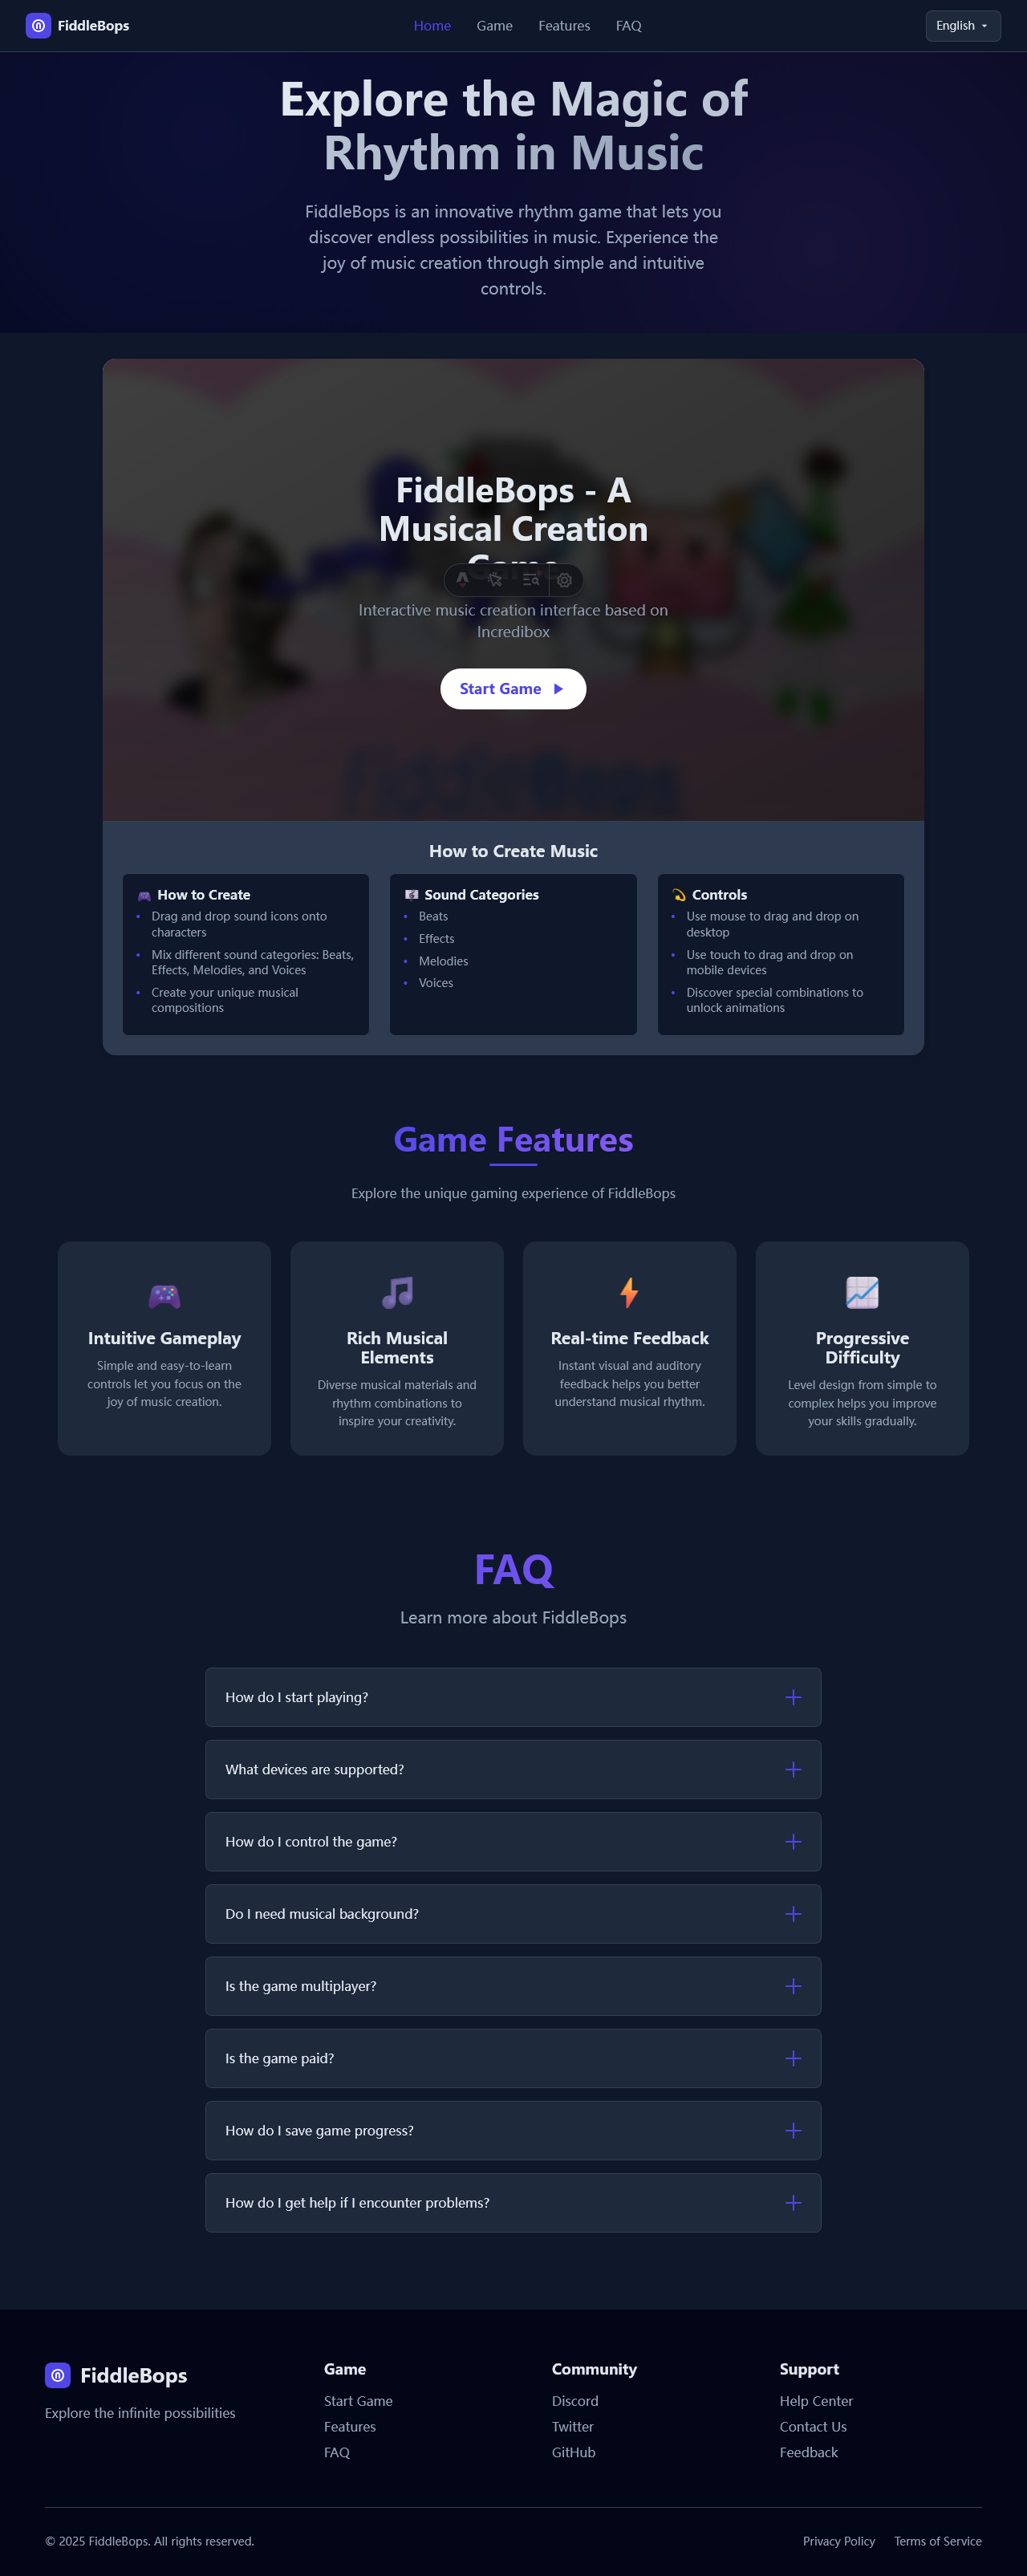 FiddleBops
Home
Game
Features
FAQ
English
Explore the Magic of
Rhythm in Music
FiddleBops is an innovative rhythm game that lets you
discover endless possibilities in music. Experience the
joy of music creation through simple and intuitive
controls.
FiddleBops - A
Musical Creation
Game
Interactive music creation interface based on
Incredibox
Start Game
FiddleBops
How to Create Music
How to Create
Drag and drop sound icons onto
characters
Mix different sound categories: Beats,
Effects, Melodies, and Voices
Create your unique musical
compositions
Sound Categories
Beats
Effects
Melodies
Voices
Controls
Use mouse to drag and drop on
desktop
Use touch to drag and drop on
mobile devices
Discover special combinations to
unlock animations
Game Features
Explore the unique gaming experience of FiddleBops
Intuitive Gameplay
Simple and easy-to-learn
controls let you focus on the
joy of music creation.
Rich Musical
Elements
Diverse musical materials and
rhythm combinations to
inspire your creativity.
Real-time Feedback
Instant visual and auditory
feedback helps you better
understand musical rhythm.
Progressive
Difficulty
Level design from simple to
complex helps you improve
your skills gradually.
FAQ
Learn more about FiddleBops
How do I start playing?
What devices are supported?
How do I control the game?
Do I need musical background?
Is the game multiplayer?
Is the game paid?
How do I save game progress?
How do I get help if I encounter problems?
FiddleBops
Explore the infinite possibilities
Game
Start Game
Features
FAQ
Community
Discord
Twitter
GitHub
Support
Help Center
Contact Us
Feedback
© 2025 FiddleBops. All rights reserved.
Privacy Policy
Terms of Service